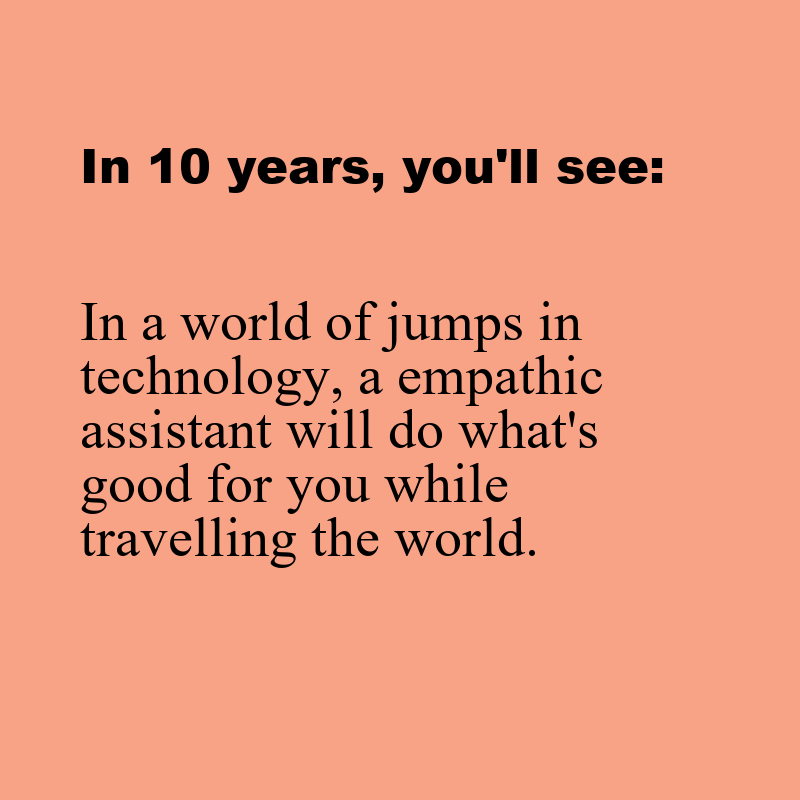 In 10 years, you'll see:
In a world of jumps in
technology, a empathic
assistant will do what's
good for you while
travelling the world.